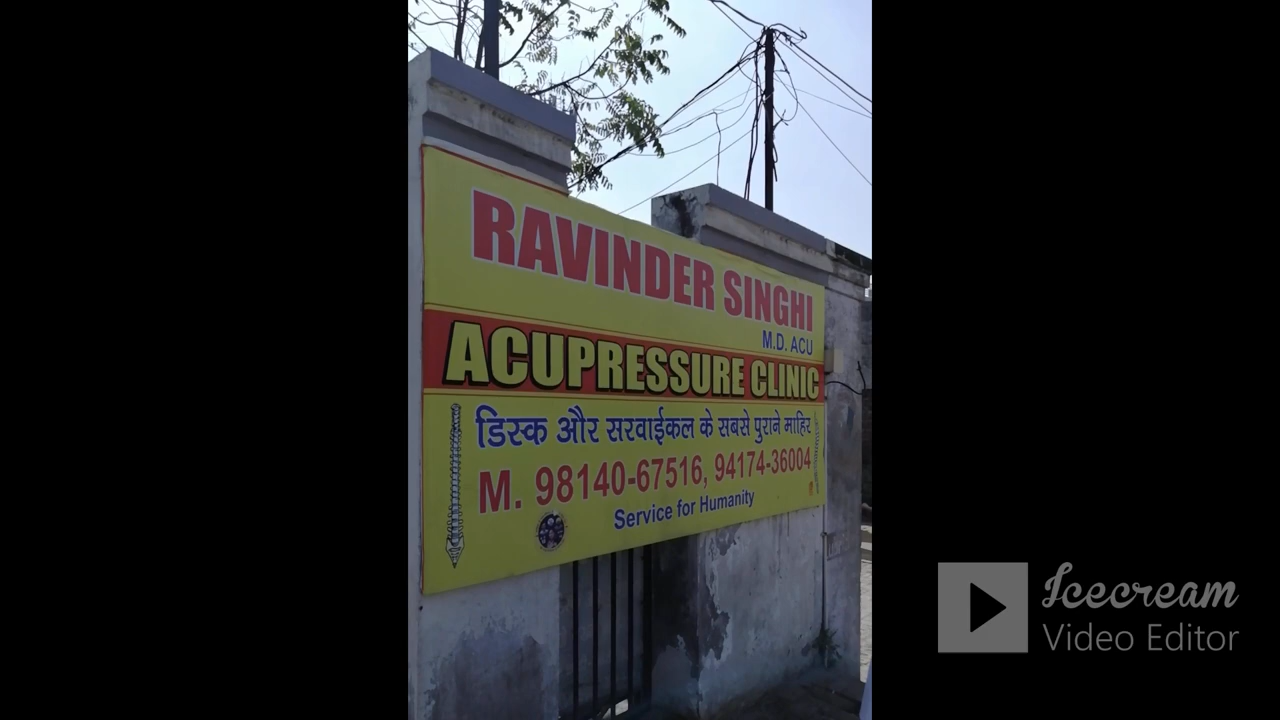 RAVINDER SINGHI
M.D. ACU
ACUPRESSURE CLINIC
डिस्क और सरवाईकल के सबसे पुराने माहिर
M. 98140-67516, 94174-36004
Service for Humanity
Icecream
Video Editor